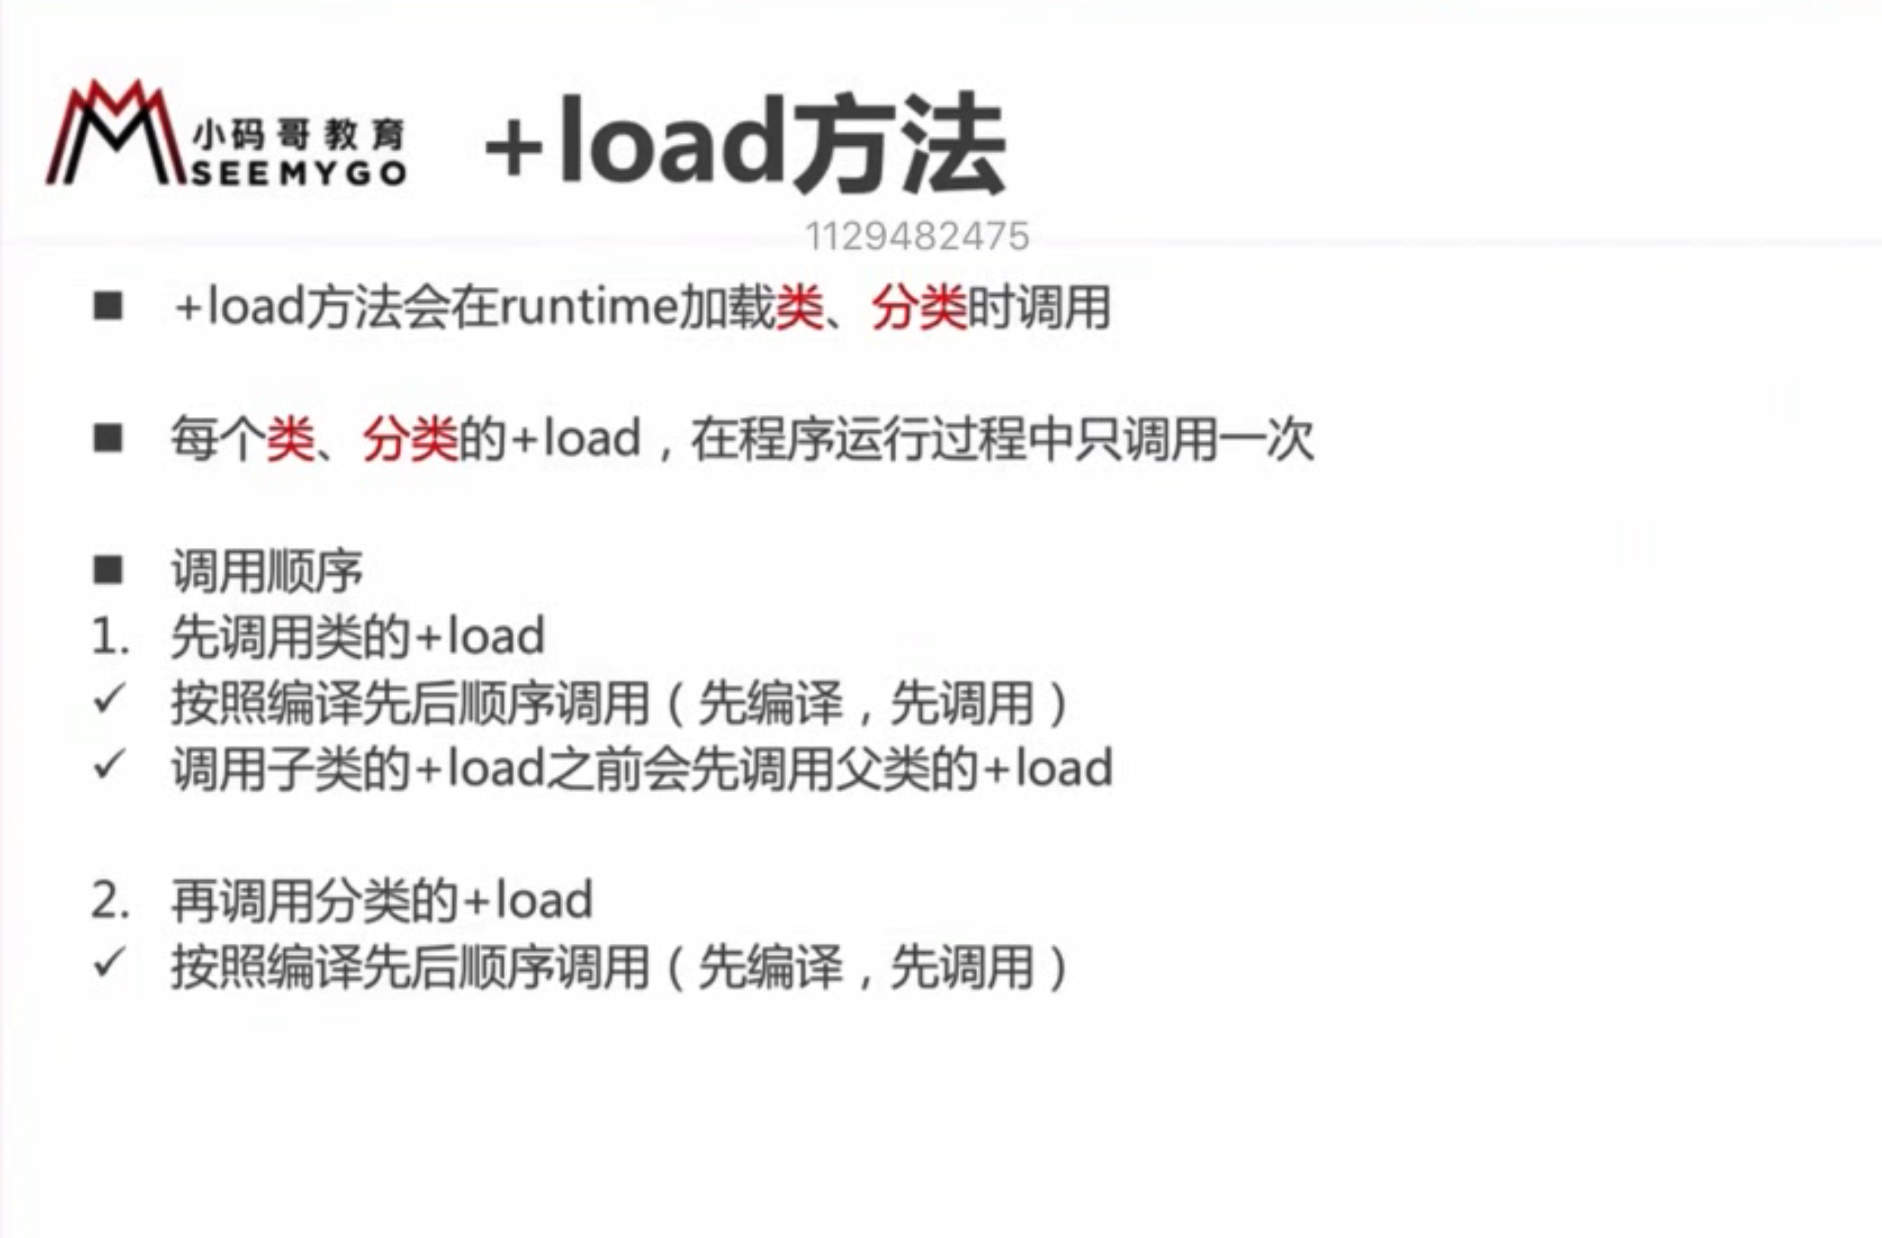 小码哥教育
SEEMYGO
+load方法
1129482475
■ +load方法会在runtime加载类、分类时调用
■ 每个类、分类的+load，在程序运行过程中只调用一次
■ 调用顺序
1. 先调用类的+load
✓ 按照编译先后顺序调用（先编译，先调用）
✓ 调用子类的+load之前会先调用父类的+load
2. 再调用分类的+load
✓ 按照编译先后顺序调用（先编译，先调用）